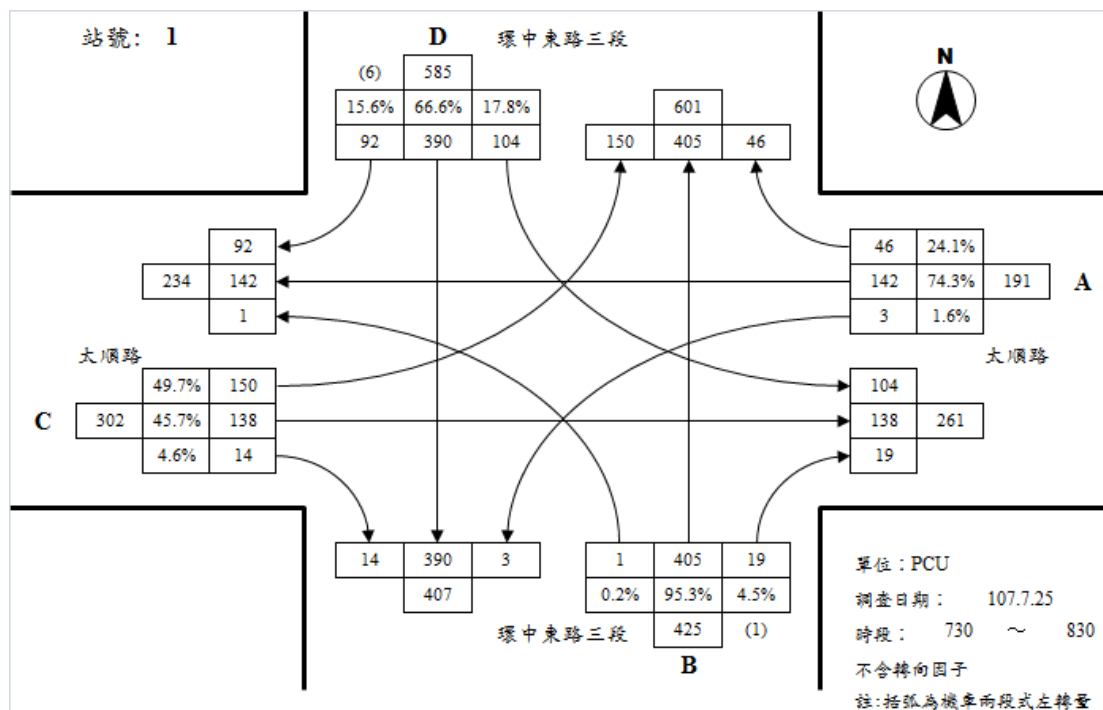 站號： 1
D 環中東路三段
N
(6) 585
15.6% 66.6% 17.8%
92 390 104
601
150 405 46
92
234 142
1
46 24.1%
142 74.3% 191
3 1.6%
A
太順路
太順路
49.7% 150
302 45.7% 138
4.6% 14
C
104
138 261
19
14 390 3
407
1 405 19
0.2% 95.3% 4.5%
425 (1)
環中東路三段
B
單位：PCU
調查日期： 107.7.25
時段： 730 ～ 830
不含轉向因子
註:括弧為機車兩段式左轉量